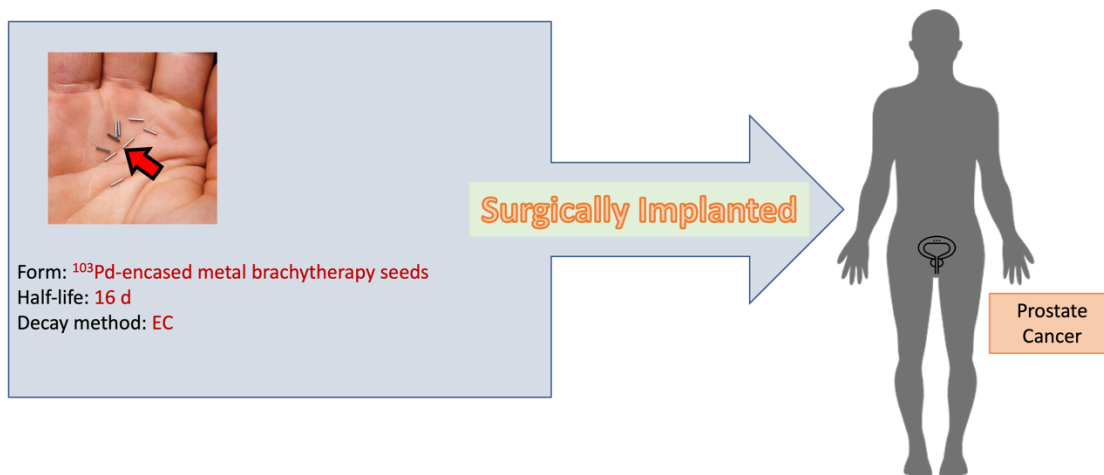 Form: ¹⁰³Pd-encased metal brachytherapy seeds
Half-life: 16 d
Decay method: EC
Surgically Implanted
Prostate
Cancer